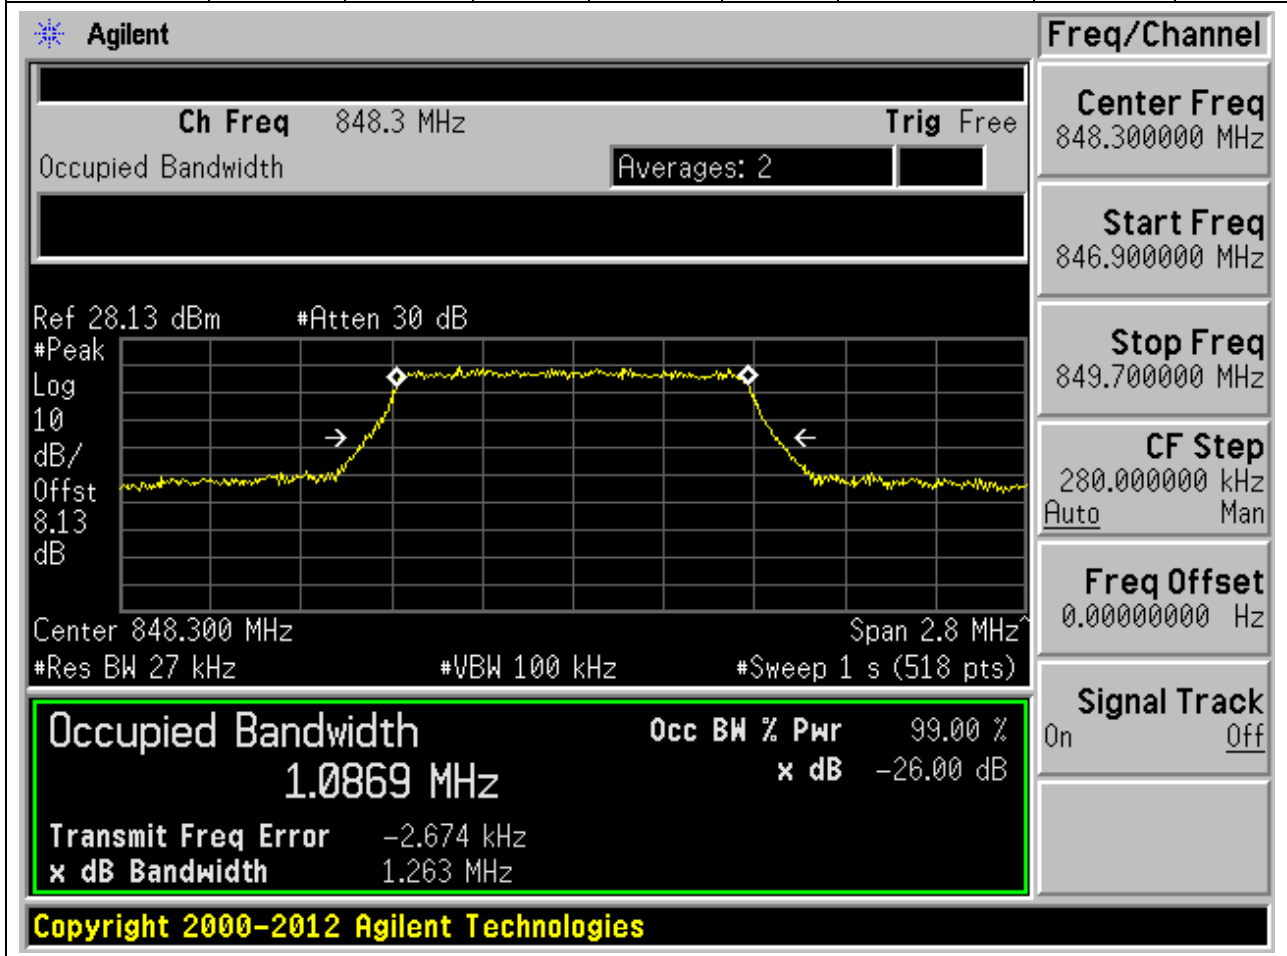 Agilent
Freq/Channel
Ch Freq 848.3 MHz Trig Free
Occupied Bandwidth Averages: 2
Center Freq
848.300000 MHz
Start Freq
846.900000 MHz
Stop Freq
849.700000 MHz
CF Step
280.000000 kHz
Auto Man
Freq Offset
0.00000000 Hz
Signal Track
On Off
Ref 28.13 dBm #Atten 30 dB
#Peak
Log
10
dB/
Offst
8.13
dB
Center 848.300 MHz Span 2.8 MHz^
#Res BW 27 kHz #VBW 100 kHz #Sweep 1 s (518 pts)
Occupied Bandwidth Occ BW % Pwr 99.00 %
1.0869 MHz x dB -26.00 dB
Transmit Freq Error -2.674 kHz
x dB Bandwidth 1.263 MHz
Copyright 2000-2012 Agilent Technologies